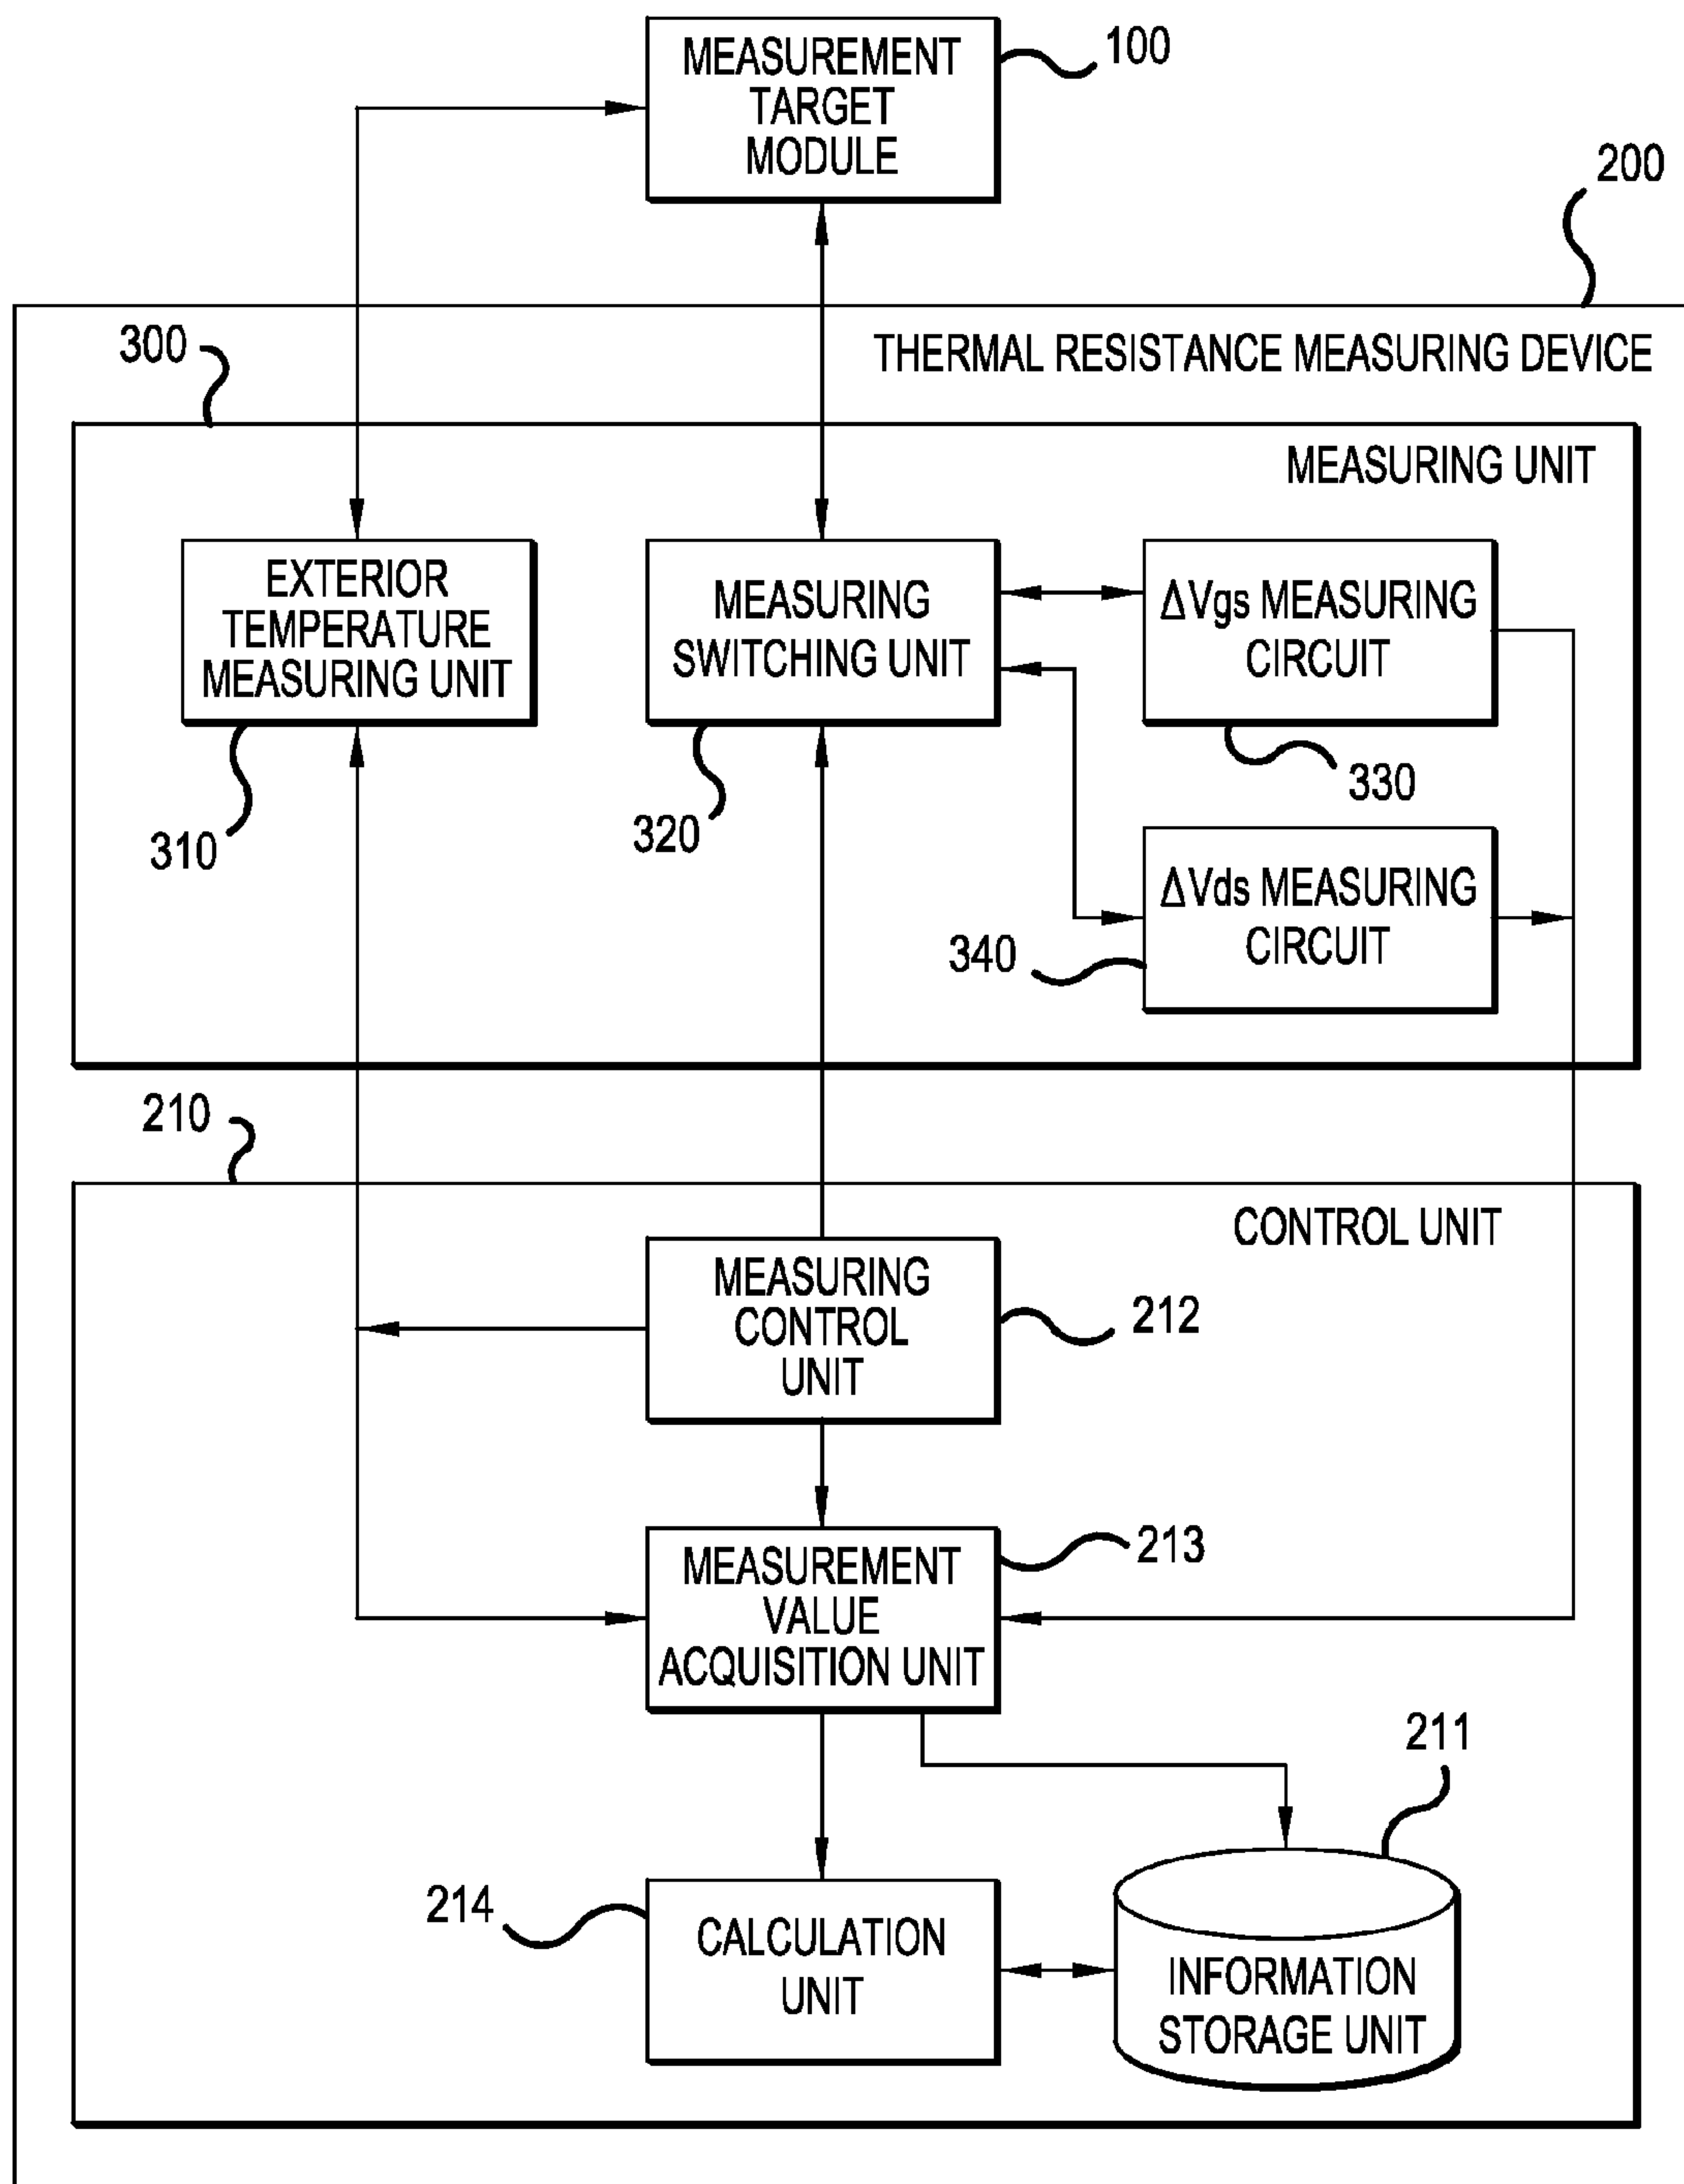 MEASUREMENT
TARGET
MODULE
100
200
THERMAL RESISTANCE MEASURING DEVICE
300
MEASURING UNIT
EXTERIOR
TEMPERATURE
MEASURING UNIT
310
MEASURING
SWITCHING UNIT
320
ΔVgs MEASURING
CIRCUIT
330
ΔVds MEASURING
CIRCUIT
340
210
CONTROL UNIT
MEASURING
CONTROL
UNIT
212
MEASUREMENT
VALUE
ACQUISITION UNIT
213
211
214
CALCULATION
UNIT
INFORMATION
STORAGE UNIT